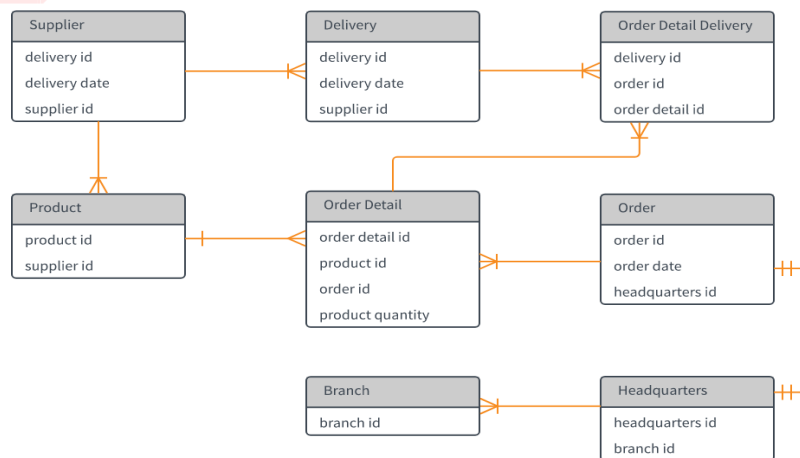 Supplier
delivery id
delivery date
supplier id
Delivery
delivery id
delivery date
supplier id
Order Detail Delivery
delivery id
order id
order detail id
Product
product id
supplier id
Order Detail
order detail id
product id
order id
product quantity
Order
order id
order date
headquarters id
Branch
branch id
Headquarters
headquarters id
branch id